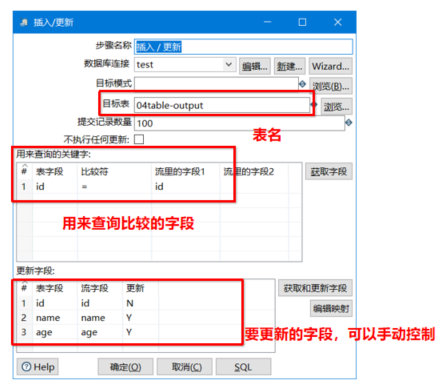 插入/更新
步骤名称 插入 / 更新
数据库连接 test 编辑... 新建... Wizard...
目标模式 浏览(B)...
目标表 04table-output 浏览...
提交记录数量 100
表名
不执行任何更新:
用来查询的关键字:
# 表字段 比较符 流里的字段1 流里的字段2 获取字段
1 id = id
用来查询比较的字段
更新字段:
# 表字段 流字段 更新 获取和更新字段
1 id id N 编辑映射
2 name name Y
3 age age Y
要更新的字段，可以手动控制
Help 确定(O) 取消(C) SQL